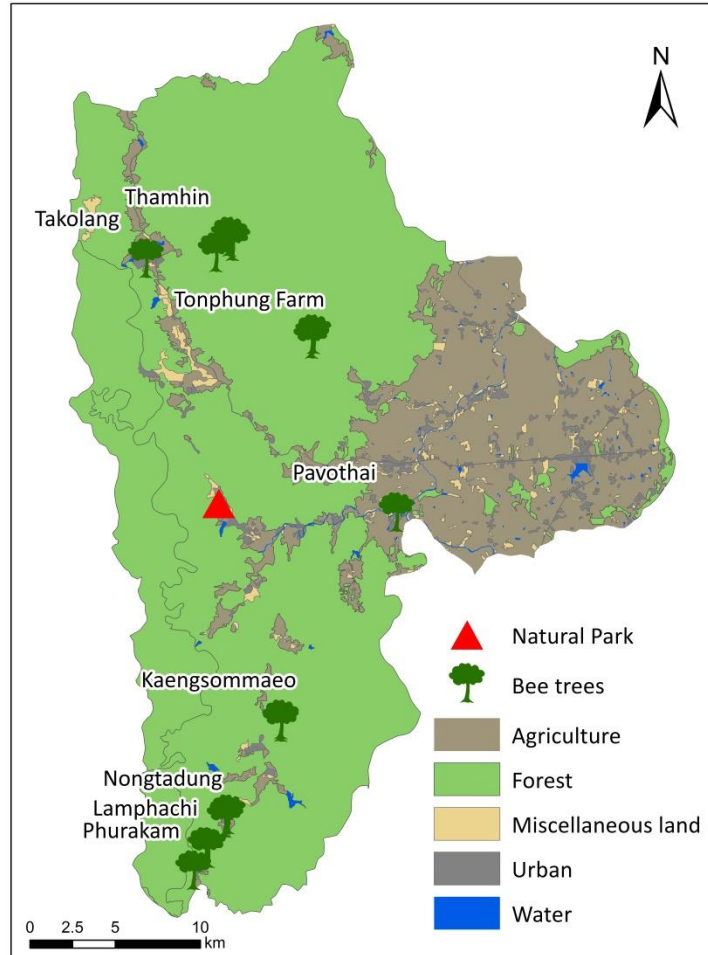 N
Thamhin
Takolang
Tonphung Farm
Pavothai
Natural Park
Bee trees
Kaengsommaeo
Agriculture
Nongtadung
Forest
Lamphachi
Phurakam
Miscellaneous land
Urban
Water
0 2.5 5 10
km